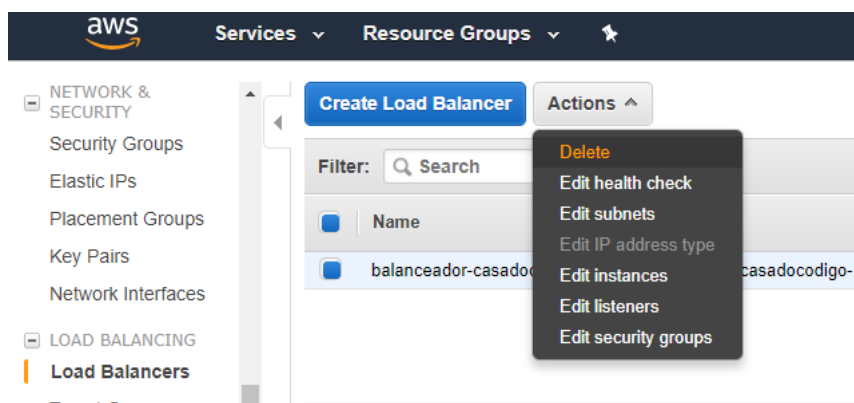 aws
Services
Resource Groups
NETWORK &
SECURITY
Security Groups
Elastic IPs
Placement Groups
Key Pairs
Network Interfaces
LOAD BALANCING
Load Balancers
Create Load Balancer
Actions
Filter:
Search
Name
balanceador-casadoc
casadocodigo-
Delete
Edit health check
Edit subnets
Edit IP address type
Edit instances
Edit listeners
Edit security groups